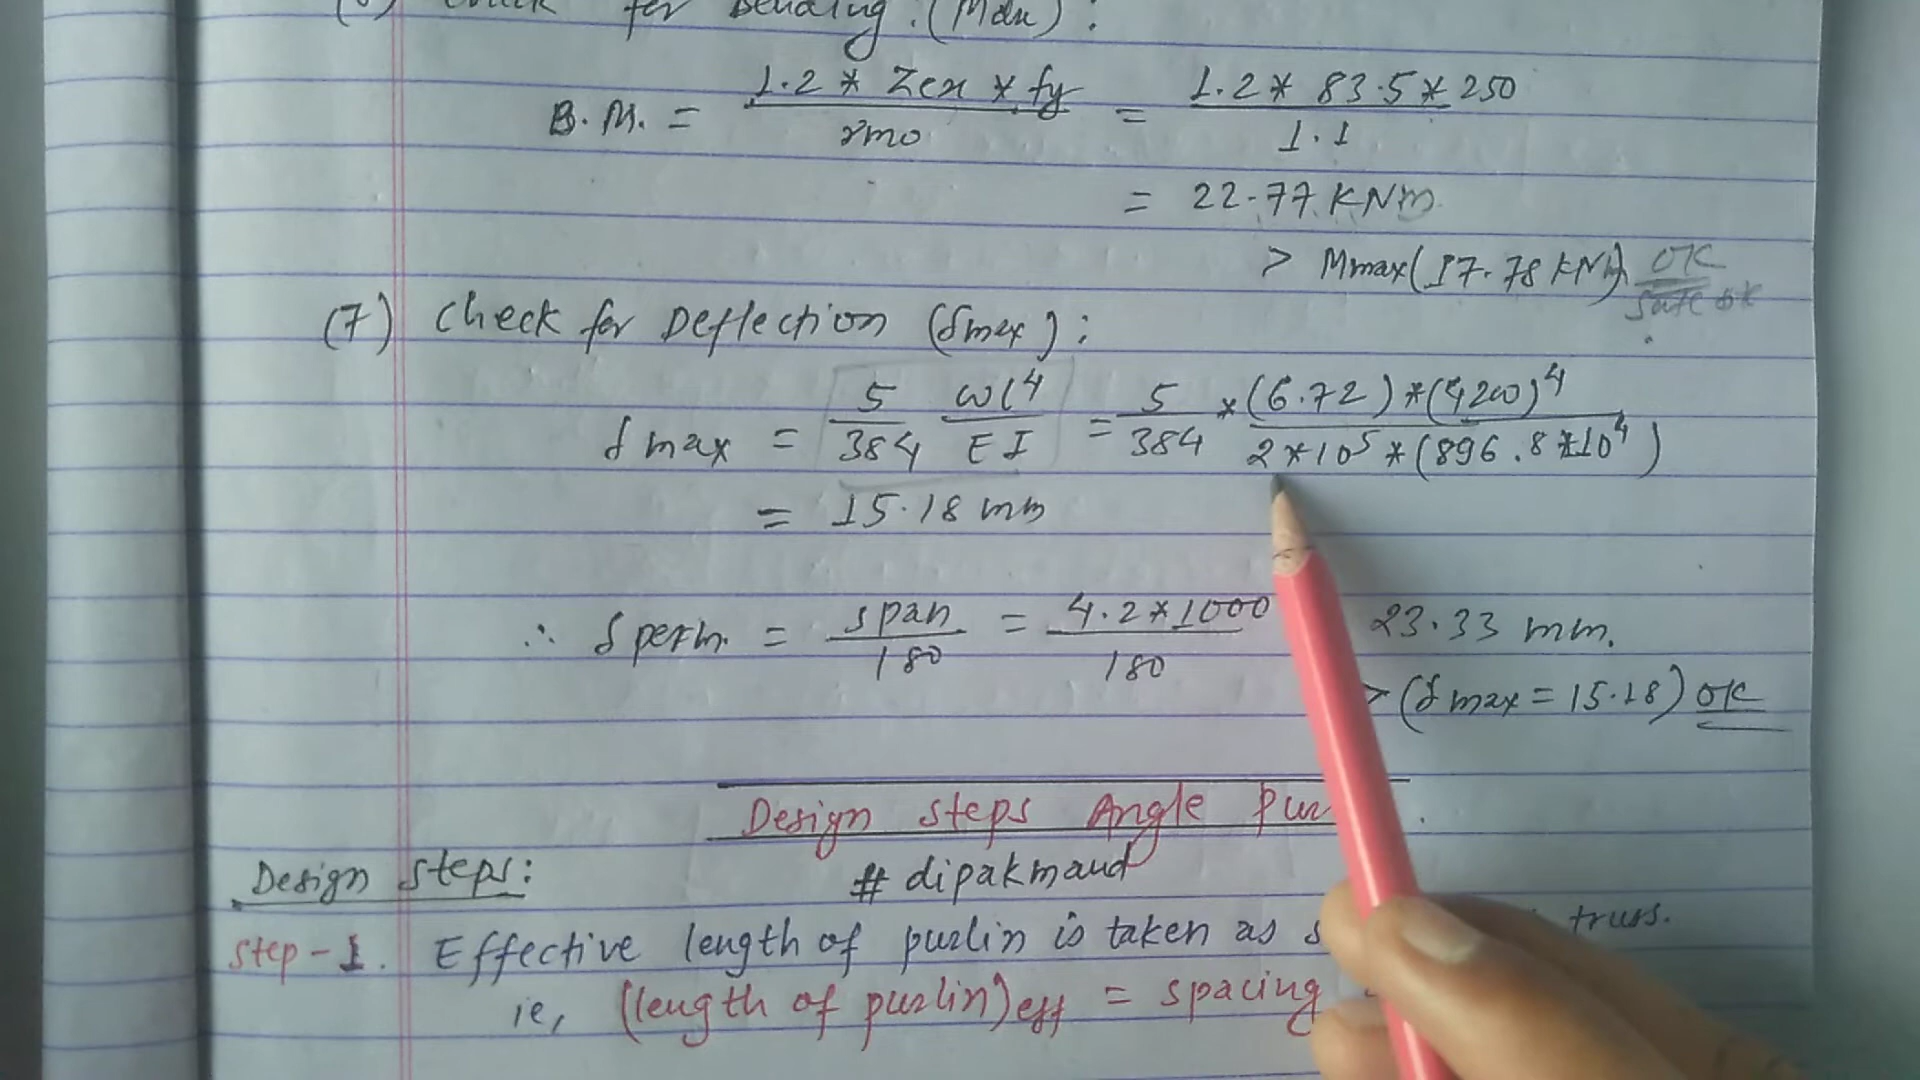 for Bending. (Mdu) :
B.M. = 1.2 * Zex * fy / γmo = 1.2 * 83.5 * 250 / 1.1
= 22.77 KNm
> Mmax (17.78 KNm) OK
safe ok
(7) Check for Deflection (δmax) :
δmax = 5/384 wl⁴/EI = 5/384 * (6.72) * (4200)⁴ / 2*10⁵ * (896.8*10⁴)
= 15.18 mm
∴ δperm. = span/180 = 4.2*1000/180 23.33 mm.
> (δmax = 15.18) OK
Design steps Angle Pur
Design steps: # dipakmaud
Step-1. Effective length of purlin is taken as s truss.
ie, (length of purlin)eff = spacing